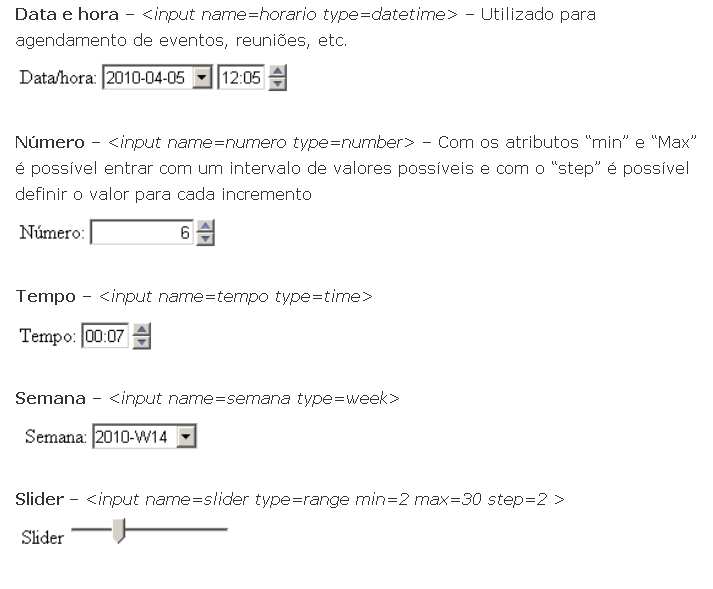 Data e hora – <input name=horario type=datetime> – Utilizado para
agendamento de eventos, reuniões, etc.
Data/hora: 2010-04-05 12:05
Número – <input name=numero type=number> – Com os atributos “min” e “Max”
é possível entrar com um intervalo de valores possíveis e com o “step” é possível
definir o valor para cada incremento
Número: 6
Tempo – <input name=tempo type=time>
Tempo: 00:07
Semana – <input name=semana type=week>
Semana: 2010-W14
Slider – <input name=slider type=range min=2 max=30 step=2 >
Slider